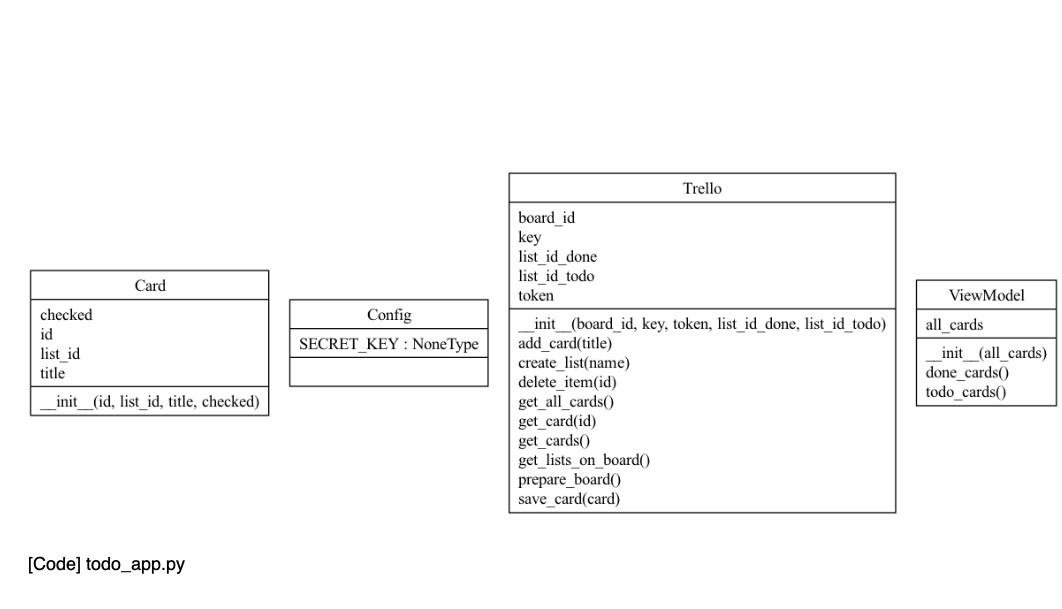 Card
checked
id
list_id
title
__init__(id, list_id, title, checked)
Config
SECRET_KEY : NoneType
Trello
board_id
key
list_id_done
list_id_todo
token
__init__(board_id, key, token, list_id_done, list_id_todo)
add_card(title)
create_list(name)
delete_item(id)
get_all_cards()
get_card(id)
get_cards()
get_lists_on_board()
prepare_board()
save_card(card)
ViewModel
all_cards
__init__(all_cards)
done_cards()
todo_cards()
[Code] todo_app.py